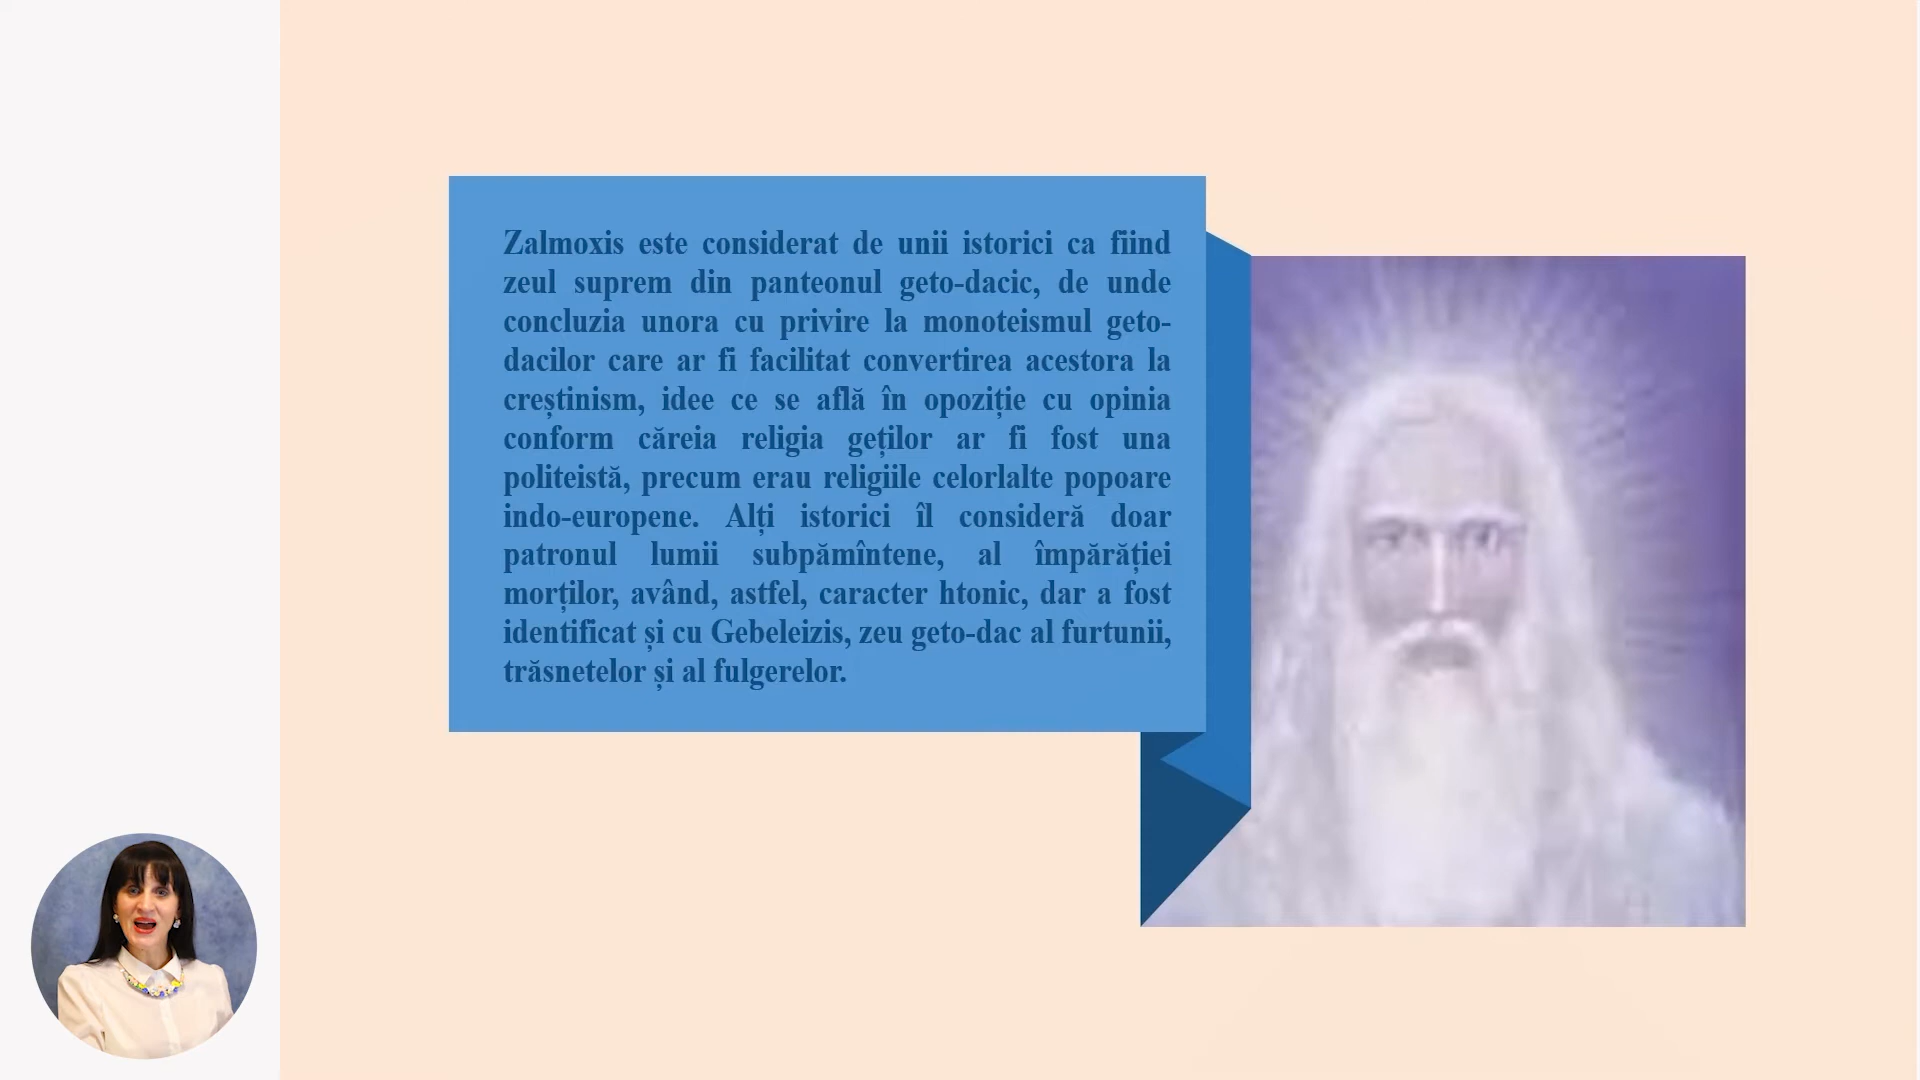 Zalmoxis este considerat de unii istorici ca fiind
zeul suprem din panteonul geto-dacic, de unde
concluzia unora cu privire la monoteismul geto-
dacilor care ar fi facilitat convertirea acestora la
creștinism, idee ce se află în opoziție cu opinia
conform căreia religia geților ar fi fost una
politeistă, precum erau religiile celorlalte popoare
indo-europene. Alți istorici îl consideră doar
patronul lumii subpămîntene, al împărăției
morților, având, astfel, caracter htonic, dar a fost
identificat și cu Gebeleizis, zeu geto-dac al furtunii,
trăsnetelor și al fulgerelor.